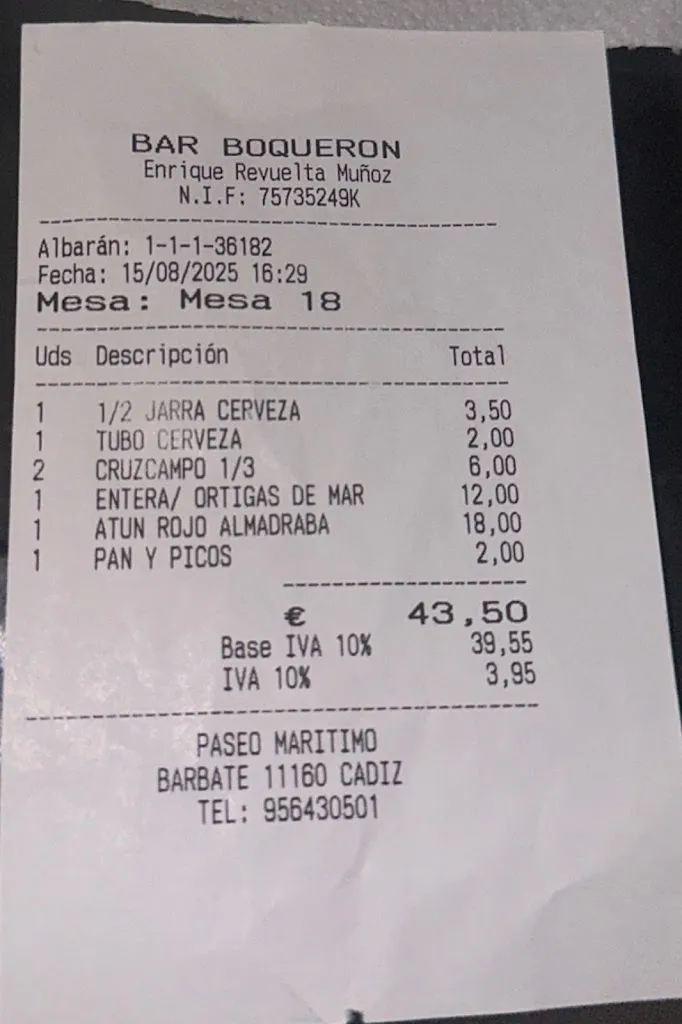 BAR BOQUERON
Enrique Revuelta Muñoz
N.I.F: 75735249K
Albarán: 1-1-1-36182
Fecha: 15/08/2025 16:29
Mesa: Mesa 18
Uds Descripción Total
1 1/2 JARRA CERVEZA 3,50
1 TUBO CERVEZA 2,00
2 CRUZCAMPO 1/3 6,00
1 ENTERA/ ORTIGAS DE MAR 12,00
1 ATUN ROJO ALMADRABA 18,00
1 PAN Y PICOS 2,00
€ 43,50
Base IVA 10% 39,55
IVA 10% 3,95
PASEO MARITIMO
BARBATE 11160 CADIZ
TEL: 956430501